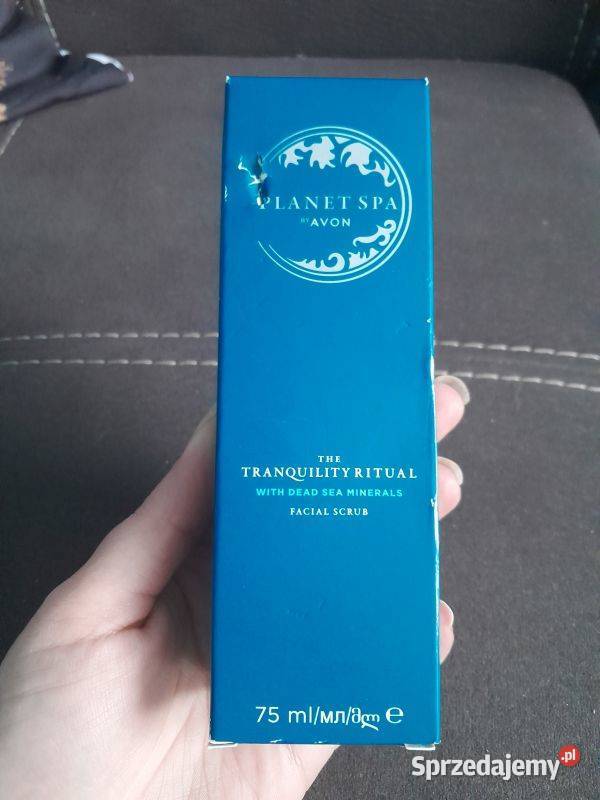 PLANET SPA
BY AVON
THE
TRANQUILITY RITUAL
WITH DEAD SEA MINERALS
FACIAL SCRUB
75 ml/мл/მლ ℮
Sprzedajemy.pl